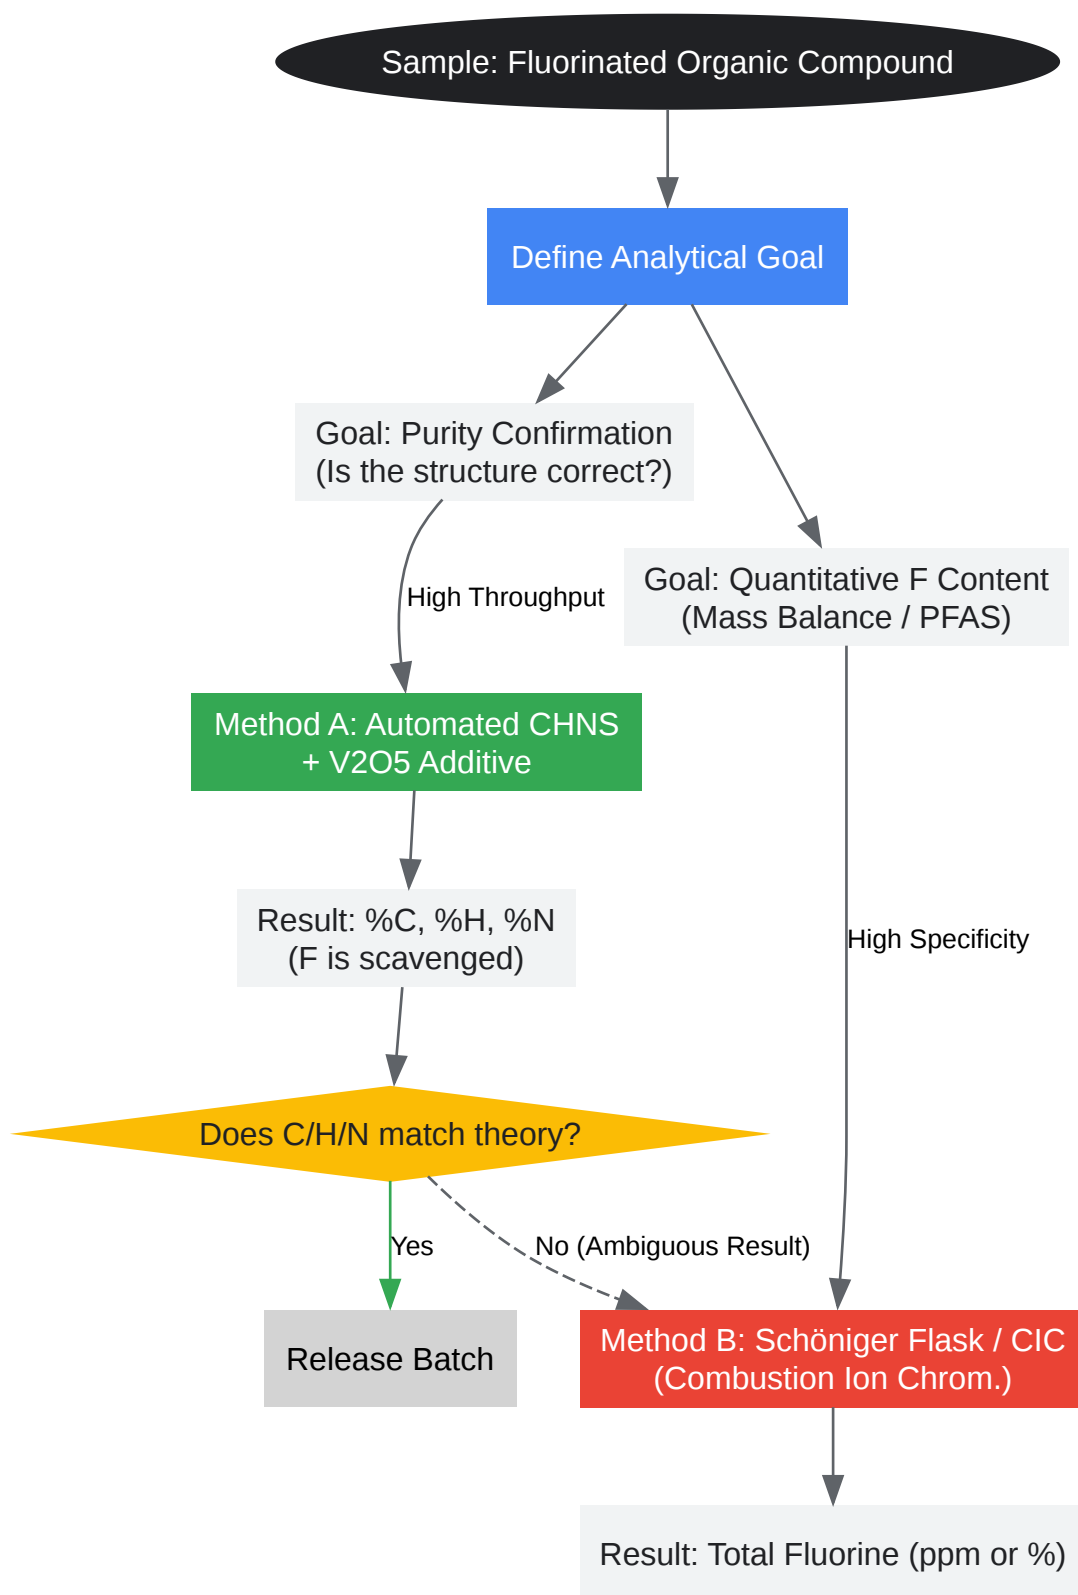 Sample: Fluorinated Organic Compound
Define Analytical Goal
Goal: Purity Confirmation
(Is the structure correct?)
High Throughput
Goal: Quantitative F Content
(Mass Balance / PFAS)
Method A: Automated CHNS
+ V2O5 Additive
Result: %C, %H, %N
(F is scavenged)
High Specificity
Does C/H/N match theory?
Yes
No (Ambiguous Result)
Release Batch
Method B: Schöniger Flask / CIC
(Combustion Ion Chrom.)
Result: Total Fluorine (ppm or %)